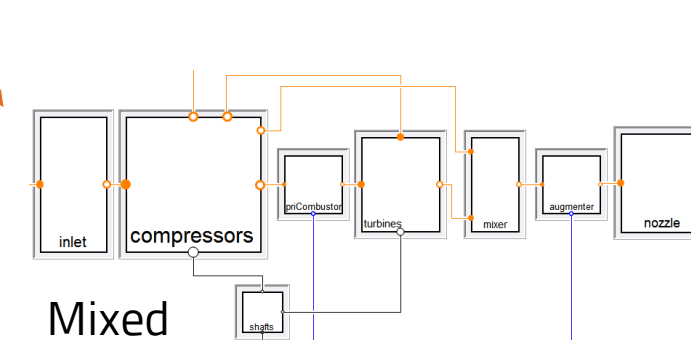 inlet
compressors
priCombustor
turbines
mixer
augmenter
nozzle
shafts
Mixed